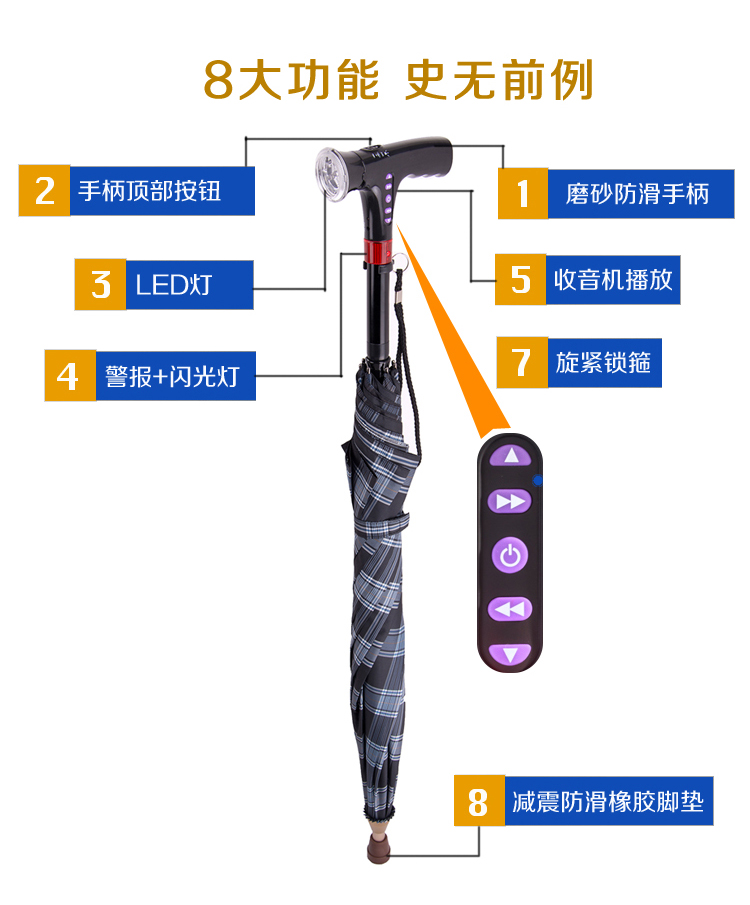 8大功能 史无前例
2 手柄顶部按钮
1 磨砂防滑手柄
3 LED灯
5 收音机播放
4 警报+闪光灯
7 旋紧锁箍
8 减震防滑橡胶脚垫